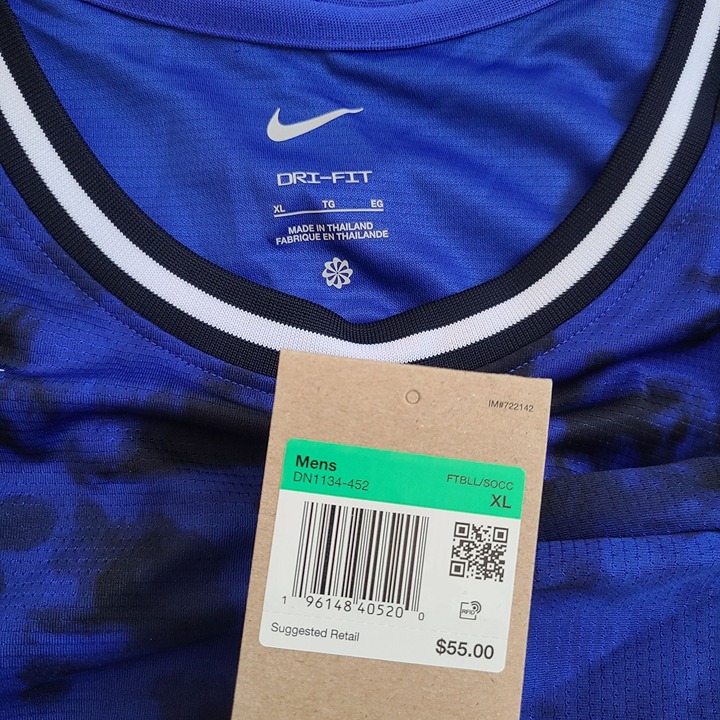 DRI-FIT
XL TG EG
MADE IN THAILAND
FABRIQUE EN THAILANDE
IM#722142
Mens
DN1134-452
FTBLL/SOCC
XL
1 96148 40520 0
RFID
Suggested Retail
$55.00